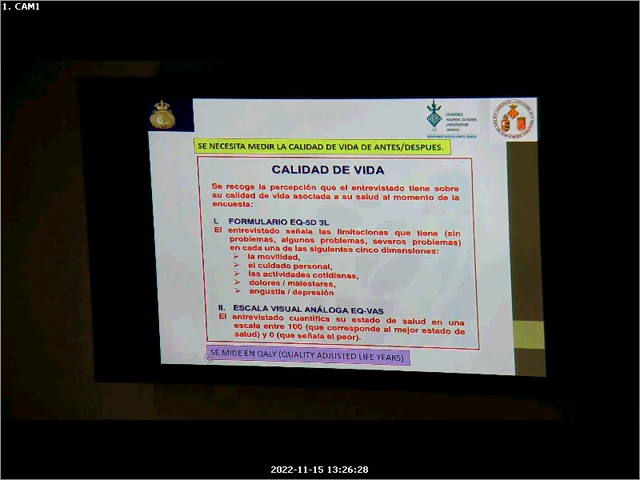 1. CAM1
CONSORCI
HOSPITAL GENERAL
UNIVERSITARI
VALÈNCIA
SE NECESITA MEDIR LA CALIDAD DE VIDA DE ANTES/DESPUES.
CALIDAD DE VIDA
Se recoge la percepción que el entrevistado tiene sobre
su calidad de vida asociada a su salud al momento de la
encuesta:
I. FORMULARIO EQ-5D 3L
El entrevistado señala las limitaciones que tiene (sin
problemas, algunos problemas, severos problemas)
en cada una de las siguientes cinco dimensiones:
➢ la movilidad,
➢ el cuidado personal,
➢ las actividades cotidianas,
➢ dolores / malestares,
➢ angustia / depresión
II. ESCALA VISUAL ANÁLOGA EQ-VAS
El entrevistado cuantifica su estado de salud en una
escala entre 100 (que corresponde al mejor estado de
salud) y 0 (que señala el peor).
SE MIDE EN QALY (QUALITY ADJUSTED LIFE YEARS)
2022-11-15 13:26:28